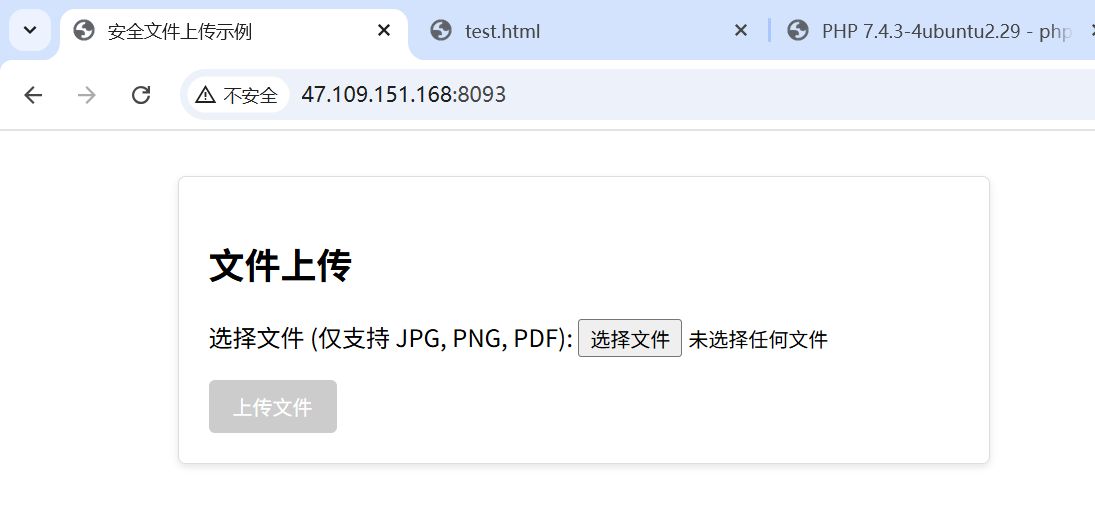 安全文件上传示例
test.html
PHP 7.4.3-4ubuntu2.29 - php
不安全
47.109.151.168:8093
文件上传
选择文件 (仅支持 JPG, PNG, PDF): 选择文件 未选择任何文件
上传文件